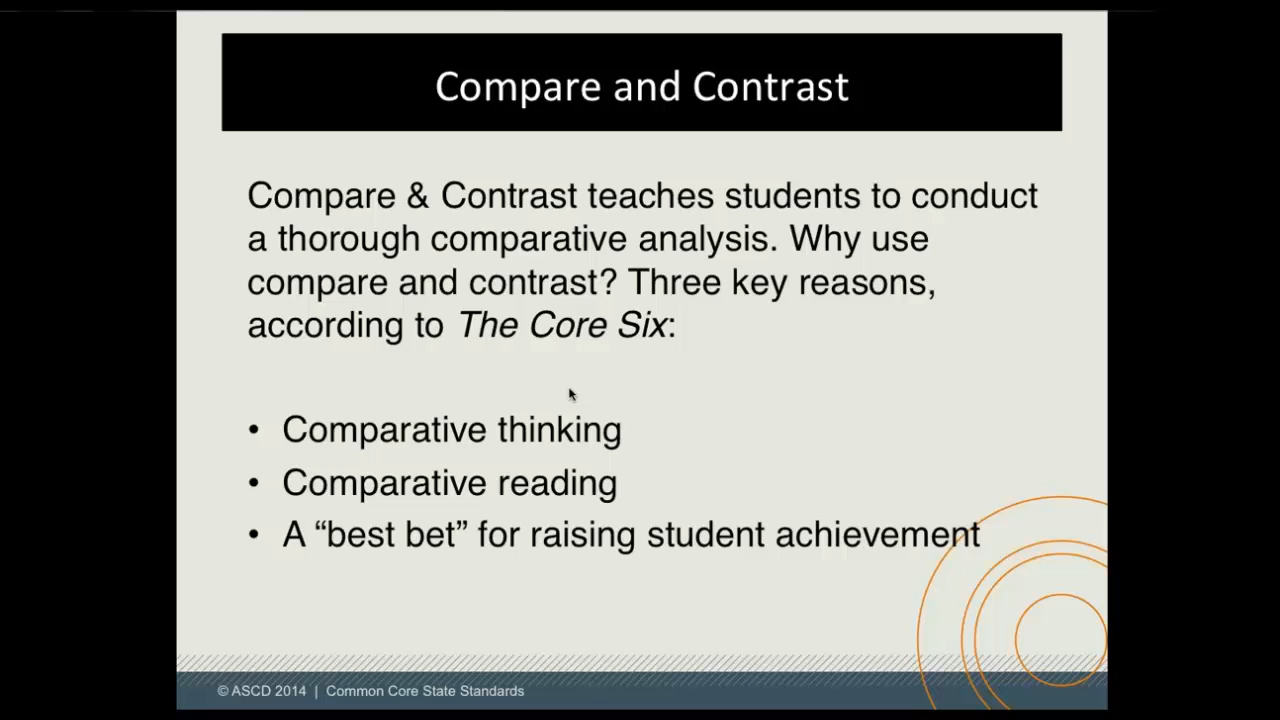 Compare and Contrast
Compare & Contrast teaches students to conduct
a thorough comparative analysis. Why use
compare and contrast? Three key reasons,
according to The Core Six:
• Comparative thinking
• Comparative reading
• A “best bet” for raising student achievement
© ASCD 2014 | Common Core State Standards